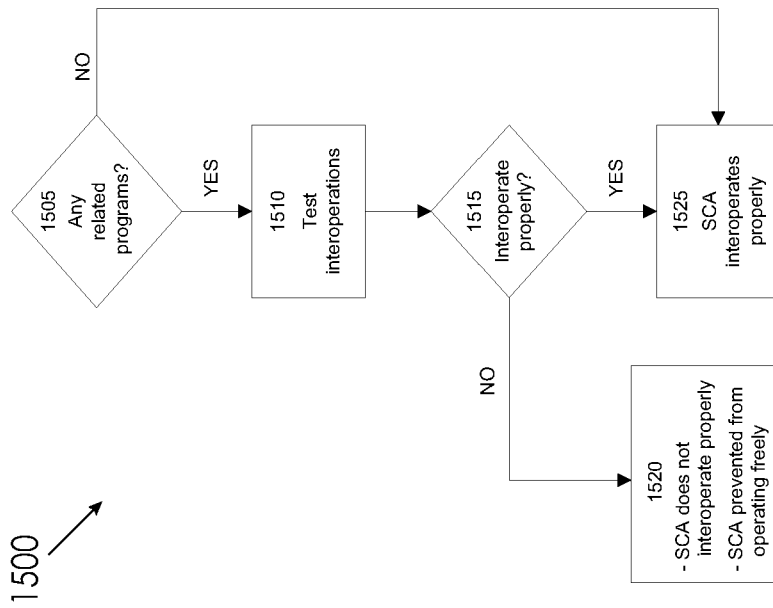 1500
1505
Any
related
programs?
NO
YES
1510
Test
interoperations
1515
Interoperate
properly?
NO
YES
1520
- SCA does not
interoperate properly
- SCA prevented from
operating freely
1525
SCA
interoperates
properly